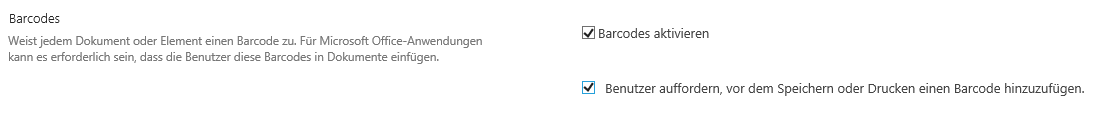 Barcodes
Weist jedem Dokument oder Element einen Barcode zu. Für Microsoft Office-Anwendungen
kann es erforderlich sein, dass die Benutzer diese Barcodes in Dokumente einfügen.
Barcodes aktivieren
Benutzer auffordern, vor dem Speichern oder Drucken einen Barcode hinzuzufügen.